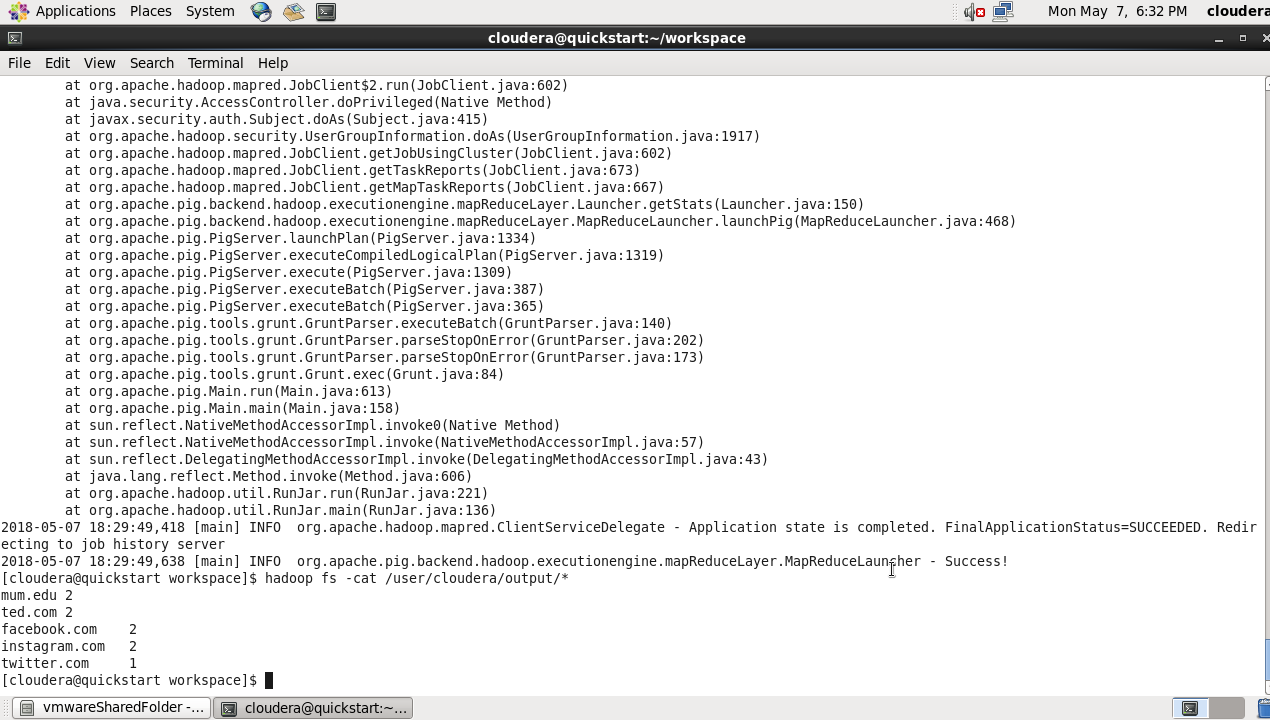 Applications Places System Mon May 7, 6:32 PM cloudera
cloudera@quickstart:~/workspace
File Edit View Search Terminal Help
at org.apache.hadoop.mapred.JobClient$2.run(JobClient.java:602)
at java.security.AccessController.doPrivileged(Native Method)
at javax.security.auth.Subject.doAs(Subject.java:415)
at org.apache.hadoop.security.UserGroupInformation.doAs(UserGroupInformation.java:1917)
at org.apache.hadoop.mapred.JobClient.getJobUsingCluster(JobClient.java:602)
at org.apache.hadoop.mapred.JobClient.getTaskReports(JobClient.java:673)
at org.apache.hadoop.mapred.JobClient.getMapTaskReports(JobClient.java:667)
at org.apache.pig.backend.hadoop.executionengine.mapReduceLayer.Launcher.getStats(Launcher.java:150)
at org.apache.pig.backend.hadoop.executionengine.mapReduceLayer.MapReduceLauncher.launchPig(MapReduceLauncher.java:468)
at org.apache.pig.PigServer.launchPlan(PigServer.java:1334)
at org.apache.pig.PigServer.executeCompiledLogicalPlan(PigServer.java:1319)
at org.apache.pig.PigServer.execute(PigServer.java:1309)
at org.apache.pig.PigServer.executeBatch(PigServer.java:387)
at org.apache.pig.PigServer.executeBatch(PigServer.java:365)
at org.apache.pig.tools.grunt.GruntParser.executeBatch(GruntParser.java:140)
at org.apache.pig.tools.grunt.GruntParser.parseStopOnError(GruntParser.java:202)
at org.apache.pig.tools.grunt.GruntParser.parseStopOnError(GruntParser.java:173)
at org.apache.pig.tools.grunt.Grunt.exec(Grunt.java:84)
at org.apache.pig.Main.run(Main.java:613)
at org.apache.pig.Main.main(Main.java:158)
at sun.reflect.NativeMethodAccessorImpl.invoke0(Native Method)
at sun.reflect.NativeMethodAccessorImpl.invoke(NativeMethodAccessorImpl.java:57)
at sun.reflect.DelegatingMethodAccessorImpl.invoke(DelegatingMethodAccessorImpl.java:43)
at java.lang.reflect.Method.invoke(Method.java:606)
at org.apache.hadoop.util.RunJar.run(RunJar.java:221)
at org.apache.hadoop.util.RunJar.main(RunJar.java:136)
2018-05-07 18:29:49,418 [main] INFO  org.apache.hadoop.mapred.ClientServiceDelegate - Application state is completed. FinalApplicationStatus=SUCCEEDED. Redir
ecting to job history server
2018-05-07 18:29:49,638 [main] INFO  org.apache.pig.backend.hadoop.executionengine.mapReduceLayer.MapReduceLauncher - Success!
[cloudera@quickstart workspace]$ hadoop fs -cat /user/cloudera/output/*
mum.edu 2
ted.com 2
facebook.com    2
instagram.com   2
twitter.com     1
[cloudera@quickstart workspace]$
vmwareSharedFolder -... cloudera@quickstart:~...